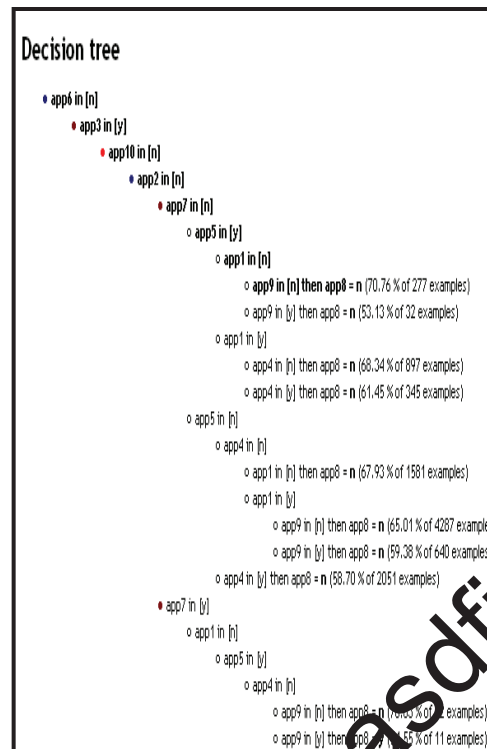 Decision tree
app6 in [n]
app3 in [y]
app10 in [n]
app2 in [n]
app7 in [n]
app5 in [y]
app1 in [n]
app9 in [n] then app8 = n (70.76 % of 277 examples)
app9 in [y] then app8 = n (53.13 % of 32 examples)
app1 in [y]
app4 in [n] then app8 = n (68.34 % of 897 examples)
app4 in [y] then app8 = n (61.45 % of 345 examples)
app5 in [n]
app4 in [n]
app1 in [n] then app8 = n (67.93 % of 1581 examples)
app1 in [y]
app9 in [n] then app8 = n (65.01 % of 4287 example
app9 in [y] then app8 = n (59.38 % of 640 examples
app4 in [y] then app8 = n (58.70 % of 2051 examples)
app7 in [y]
app1 in [n]
app5 in [y]
app4 in [n]
app9 in [n] then app8 = examples)
app9 in [y] then % of 11 examples)
asdfi